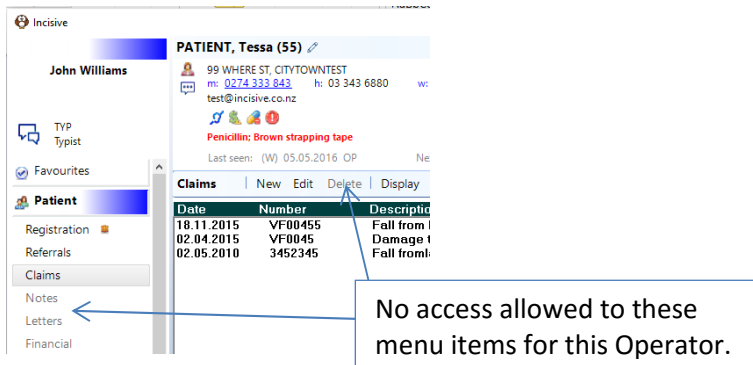 Incisive
John Williams
TYP
Typist
Favourites
Patient
Registration
Referrals
Claims
Notes
Letters
Financial
PATIENT, Tessa (55)
99 WHERE ST, CITYTOWNTEST
m: 0274 333 843 h: 03 343 6880 w:
test@incisive.co.nz
Penicillin; Brown strapping tape
Last seen: (W) 05.05.2016 OP
Claims New Edit Delete Display
Date Number Descriptio
18.11.2015 VF00455 Fall from
02.04.2015 VF0045 Damage t
02.05.2010 3452345 Fall froml
No access allowed to these
menu items for this Operator.